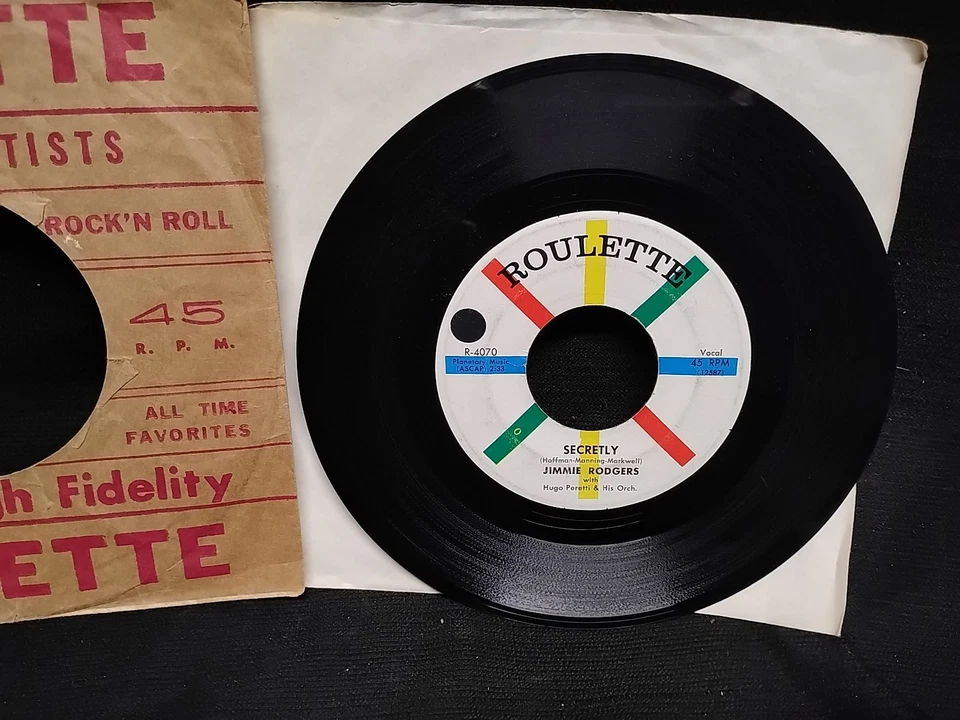 TTE
TISTS
ROCK'N ROLL
45
R. P. M.
ALL TIME
FAVORITES
gh Fidelity
ETTE
ROULETTE
R-4070
Planetary Music
(ASCAP) 2:33
Vocal
45 RPM
(12587)
O
SECRETLY
(Hoffman-Manning-Markwell)
JIMMIE RODGERS
with
Hugo Peretti & His Orch.